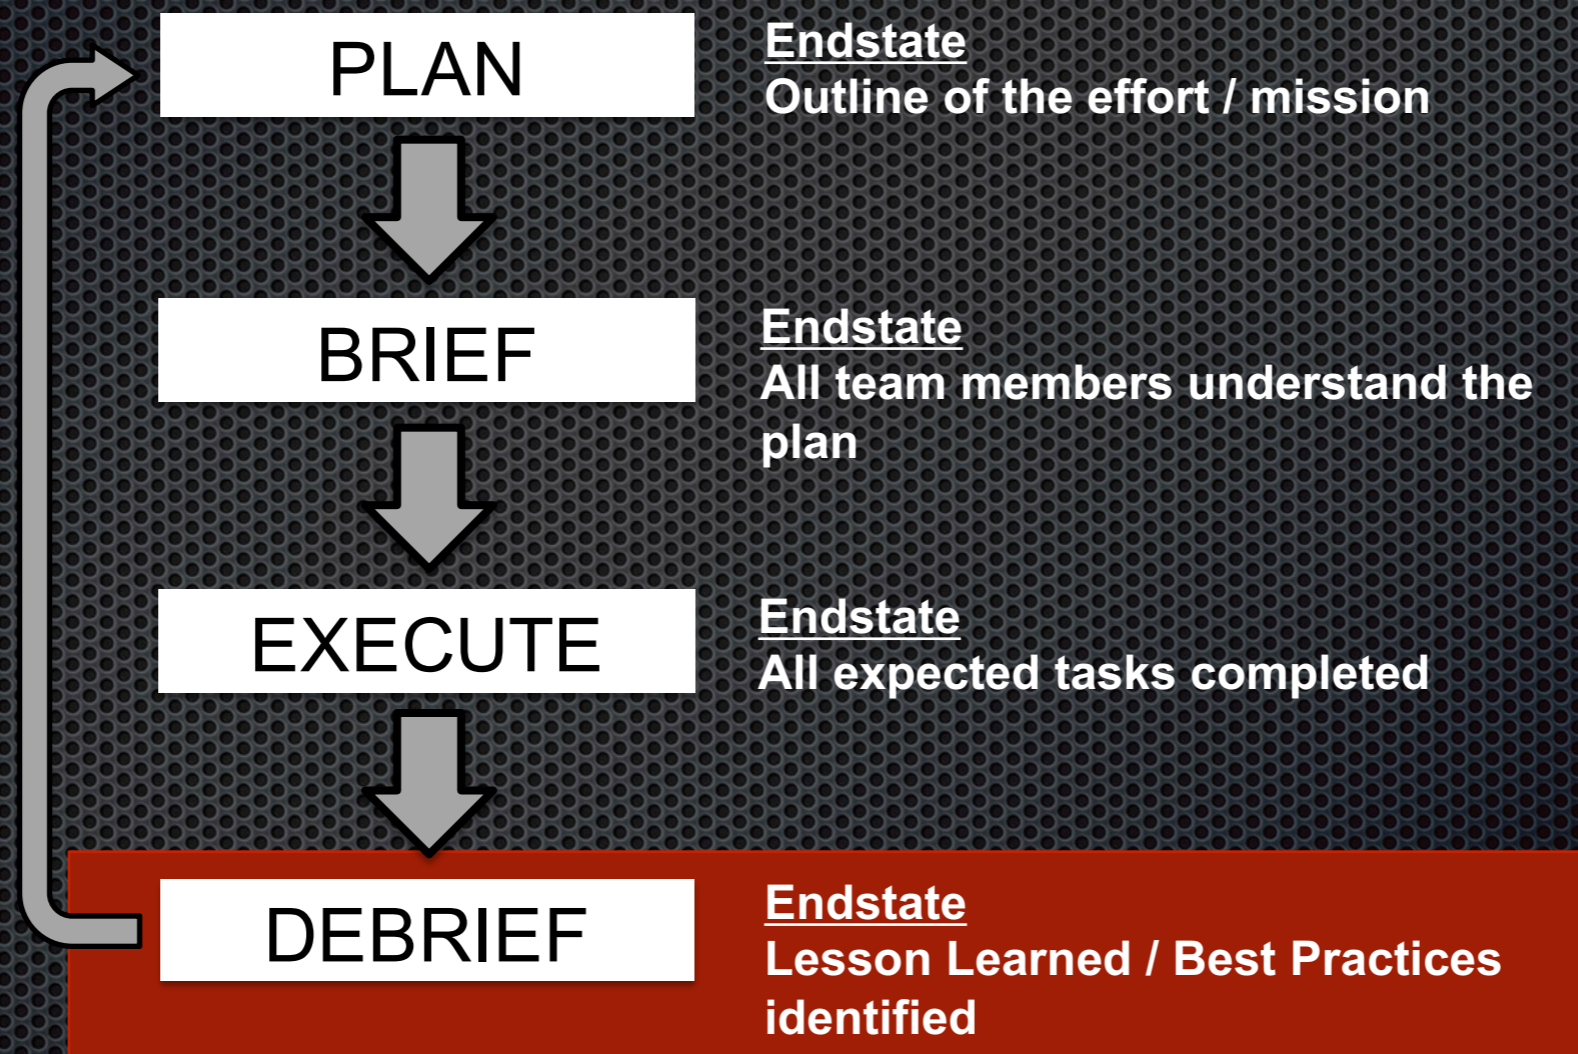 PLAN
Endstate
Outline of the effort / mission
BRIEF
Endstate
All team members understand the
plan
EXECUTE
Endstate
All expected tasks completed
DEBRIEF
Endstate
Lesson Learned / Best Practices
identified